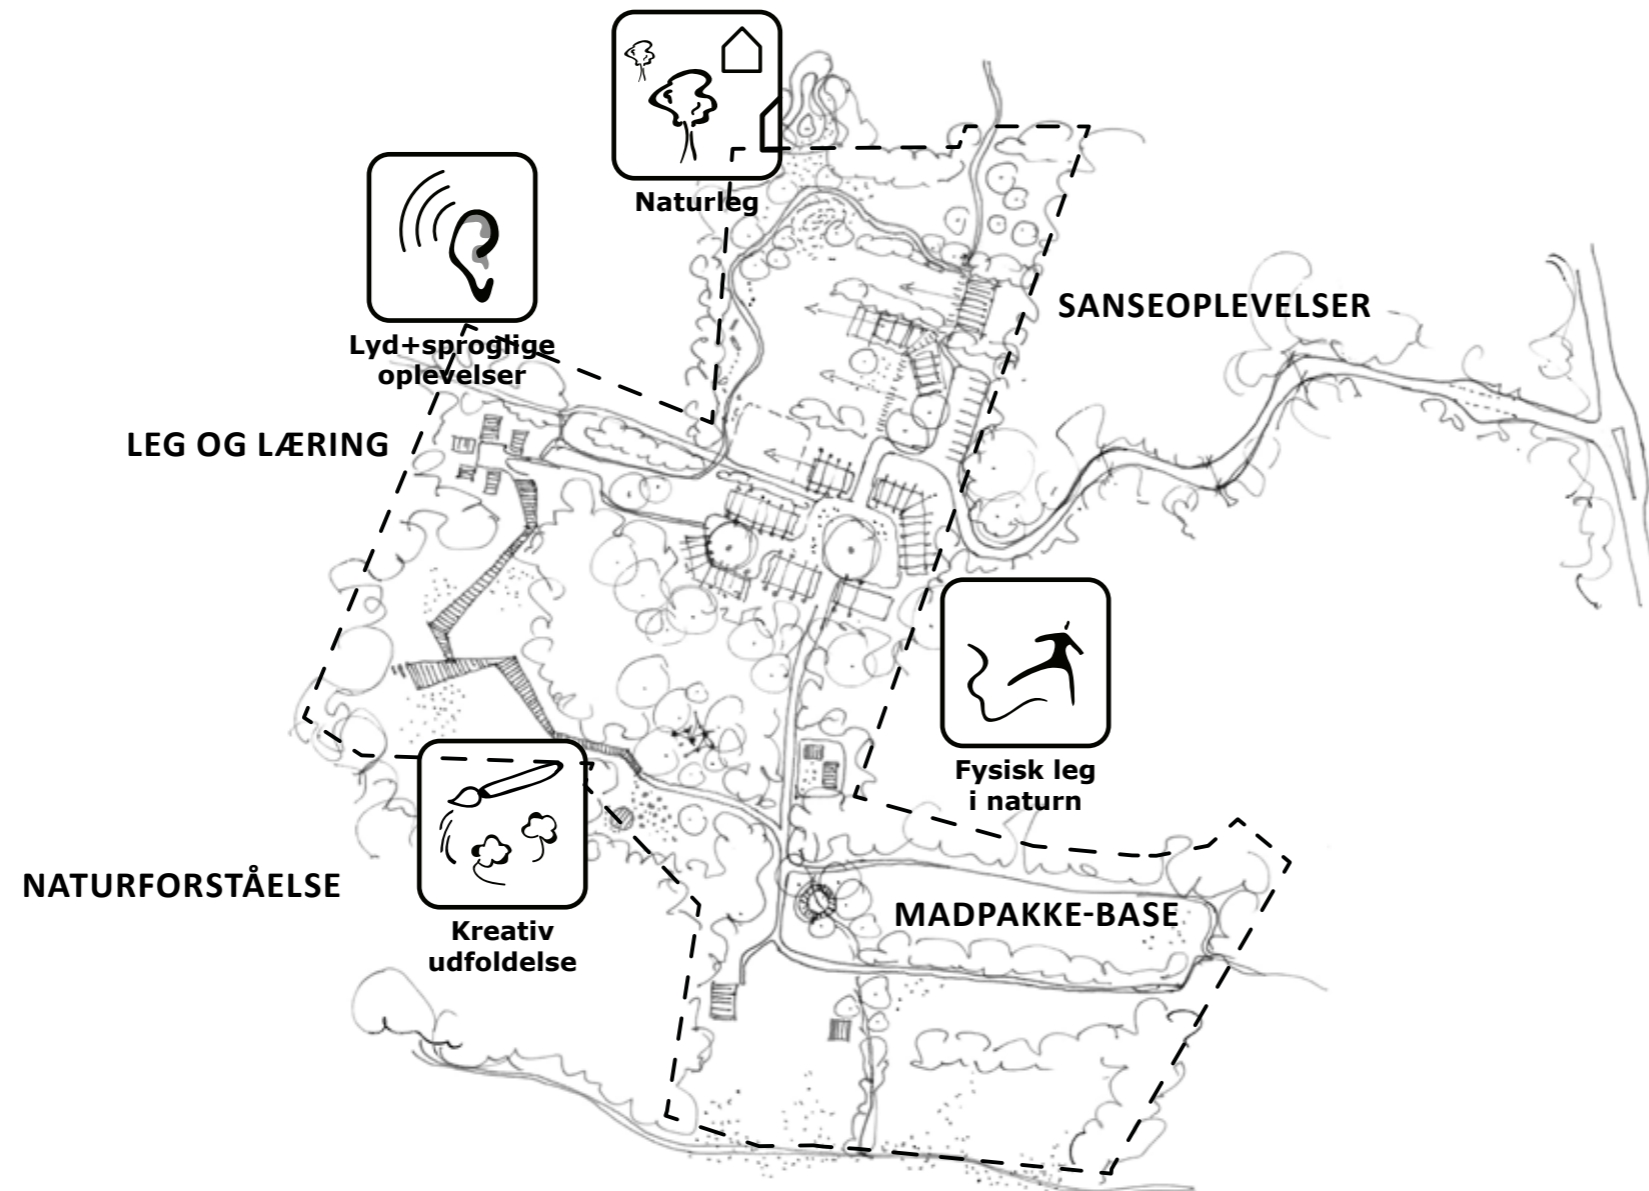 Naturleg
SANSEOPLEVELSER
Lyd+sproglige
oplevelser
LEG OG LÆRING
Fysisk leg
i naturn
NATURFORSTÅELSE
MADPAKKE-BASE
Kreativ
udfoldelse